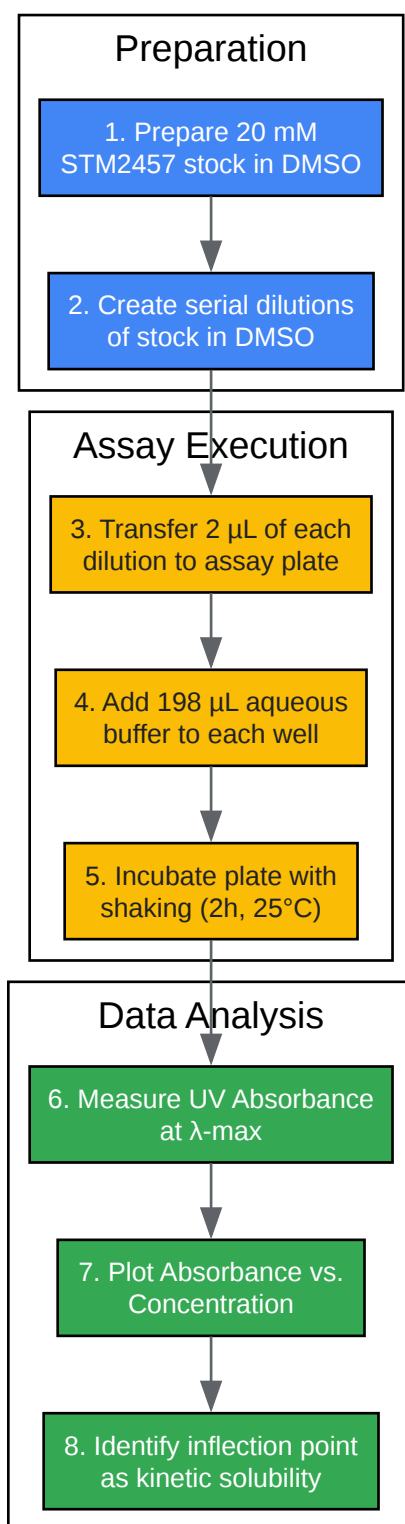 Preparation
1. Prepare 20 mM
STM2457 stock in DMSO
2. Create serial dilutions
of stock in DMSO
Assay Execution
3. Transfer 2 µL of each
dilution to assay plate
4. Add 198 µL aqueous
buffer to each well
5. Incubate plate with
shaking (2h, 25°C)
Data Analysis
6. Measure UV Absorbance
at λ-max
7. Plot Absorbance vs.
Concentration
8. Identify inflection point
as kinetic solubility